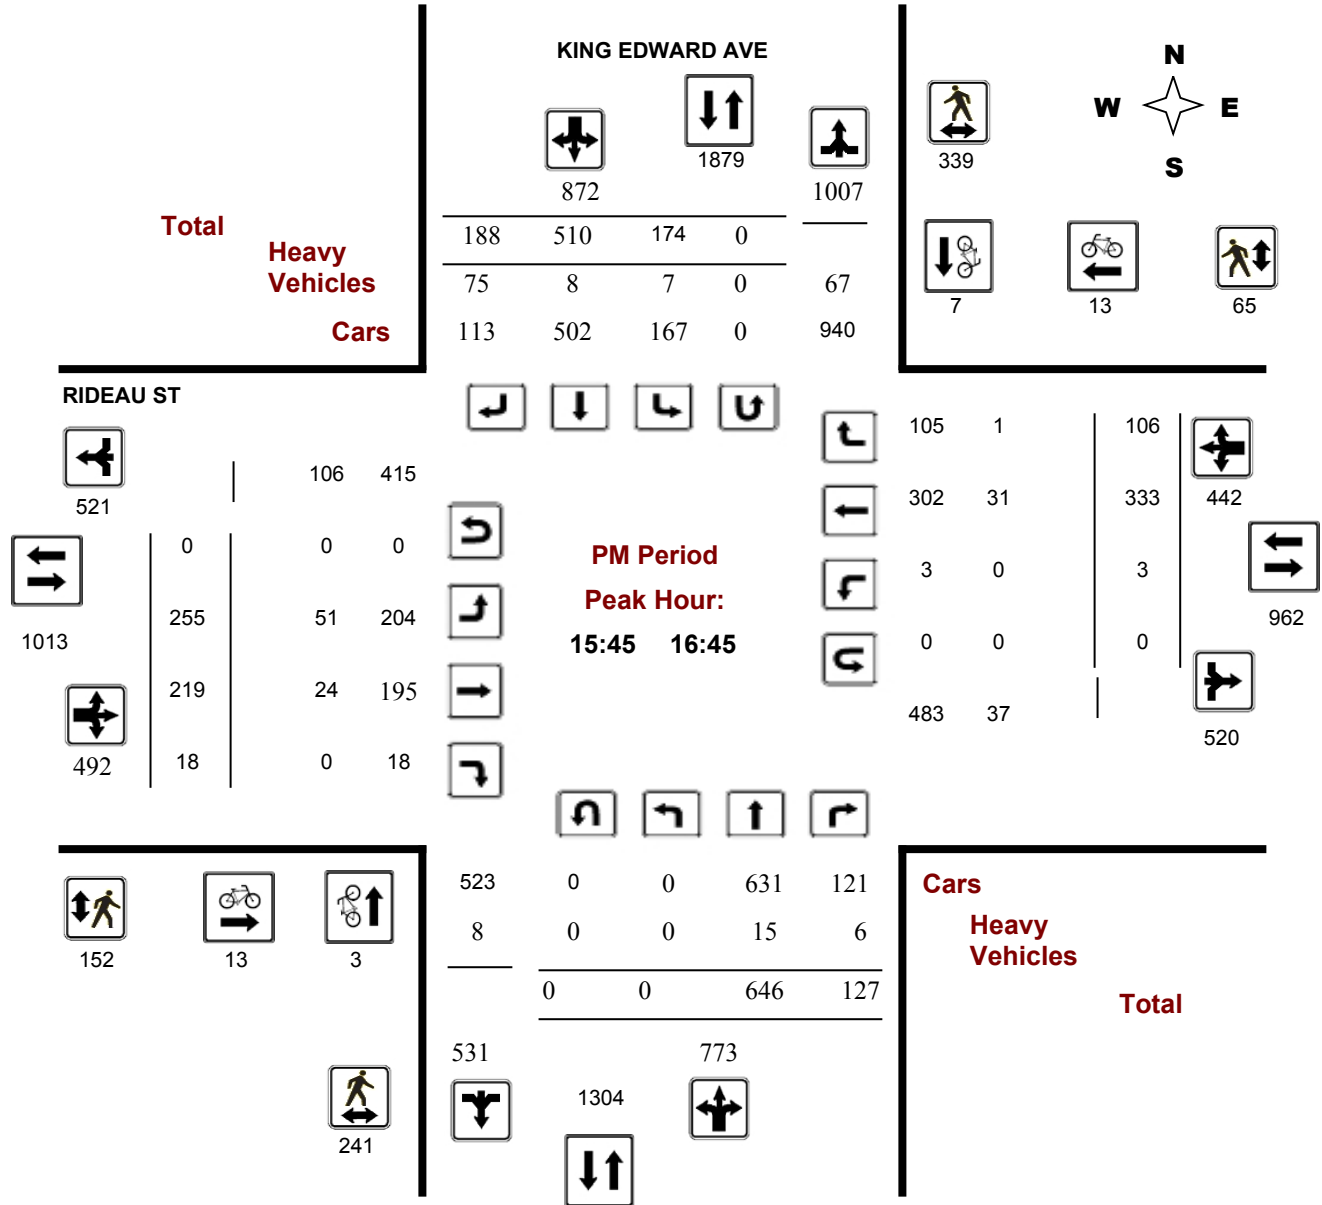 KING EDWARD AVE
N
W E
S
1879
339
872
1007
Total
188 510 174 0
Heavy
Vehicles
75 8 7 0 67
7 13 65
Cars
113 502 167 0 940
RIDEAU ST
105 1 106
106 415
521
302 31 333
442
0 0 0
PM Period
3 0 3
Peak Hour:
255 51 204
962
1013
15:45 16:45
0 0 0
219 24 195
483 37
520
492 18 0 18
523 0 0 631 121
Cars
8 0 0 15 6
Heavy
Vehicles
152 13 3
0 0 646 127
Total
531 773
1304
241